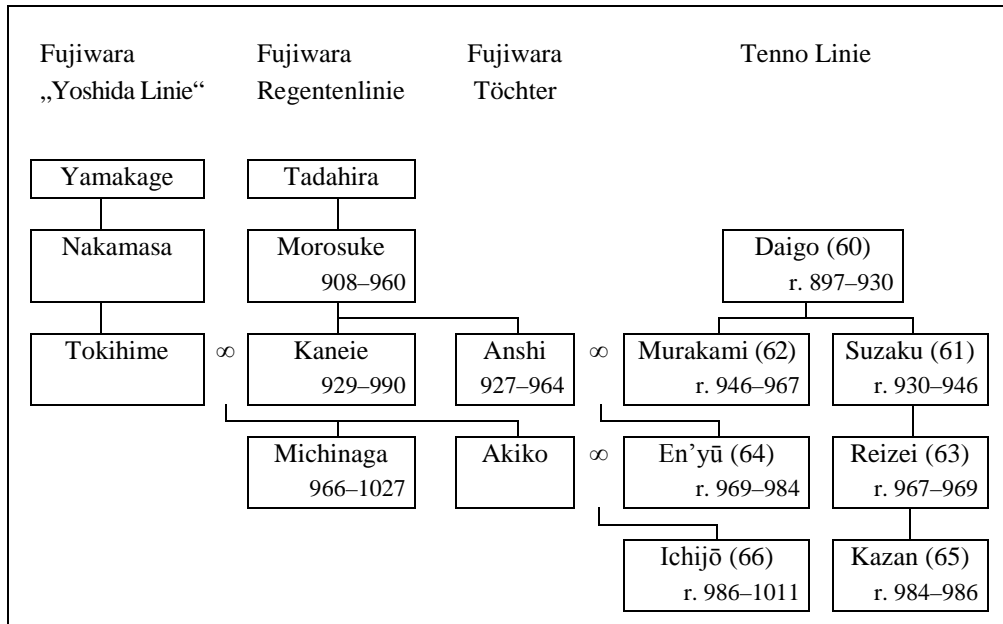 Fujiwara Fujiwara Fujiwara Tenno Linie
„Yoshida Linie“ Regentenlinie Töchter
Yamakage Tadahira
Nakamasa Morosuke Daigo (60)
908–960 r. 897–930
Tokihime ∞ Kaneie Anshi ∞ Murakami (62) Suzaku (61)
929–990 927–964 r. 946–967 r. 930–946
Michinaga Akiko ∞ En’yū (64) Reizei (63)
966–1027 r. 969–984 r. 967–969
Ichijō (66) Kazan (65)
r. 986–1011 r. 984–986